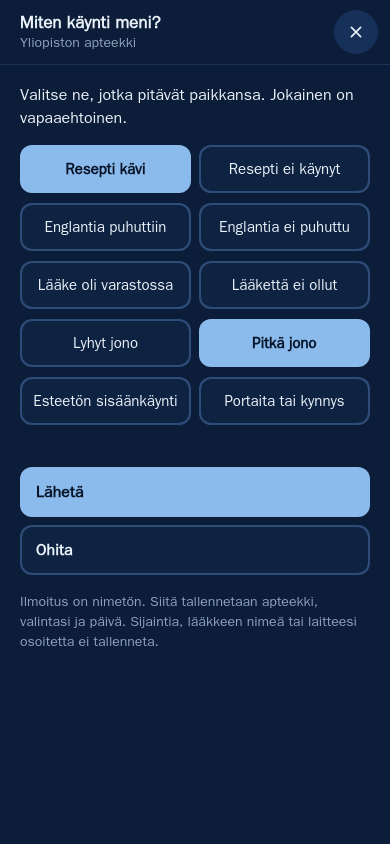 Miten käynti meni?
Yliopiston apteekki
Valitse ne, jotka pitävät paikkansa. Jokainen on
vapaaehtoinen.
Resepti kävi
Resepti ei käynyt
Englantia puhuttiin
Englantia ei puhuttu
Lääke oli varastossa
Lääkettä ei ollut
Lyhyt jono
Pitkä jono
Esteetön sisäänkäynti
Portaita tai kynnys
Lähetä
Ohita
Ilmoitus on nimetön. Siitä tallennetaan apteekki,
valintasi ja päivä. Sijaintia, lääkkeen nimeä tai laitteesi
osoitetta ei tallenneta.